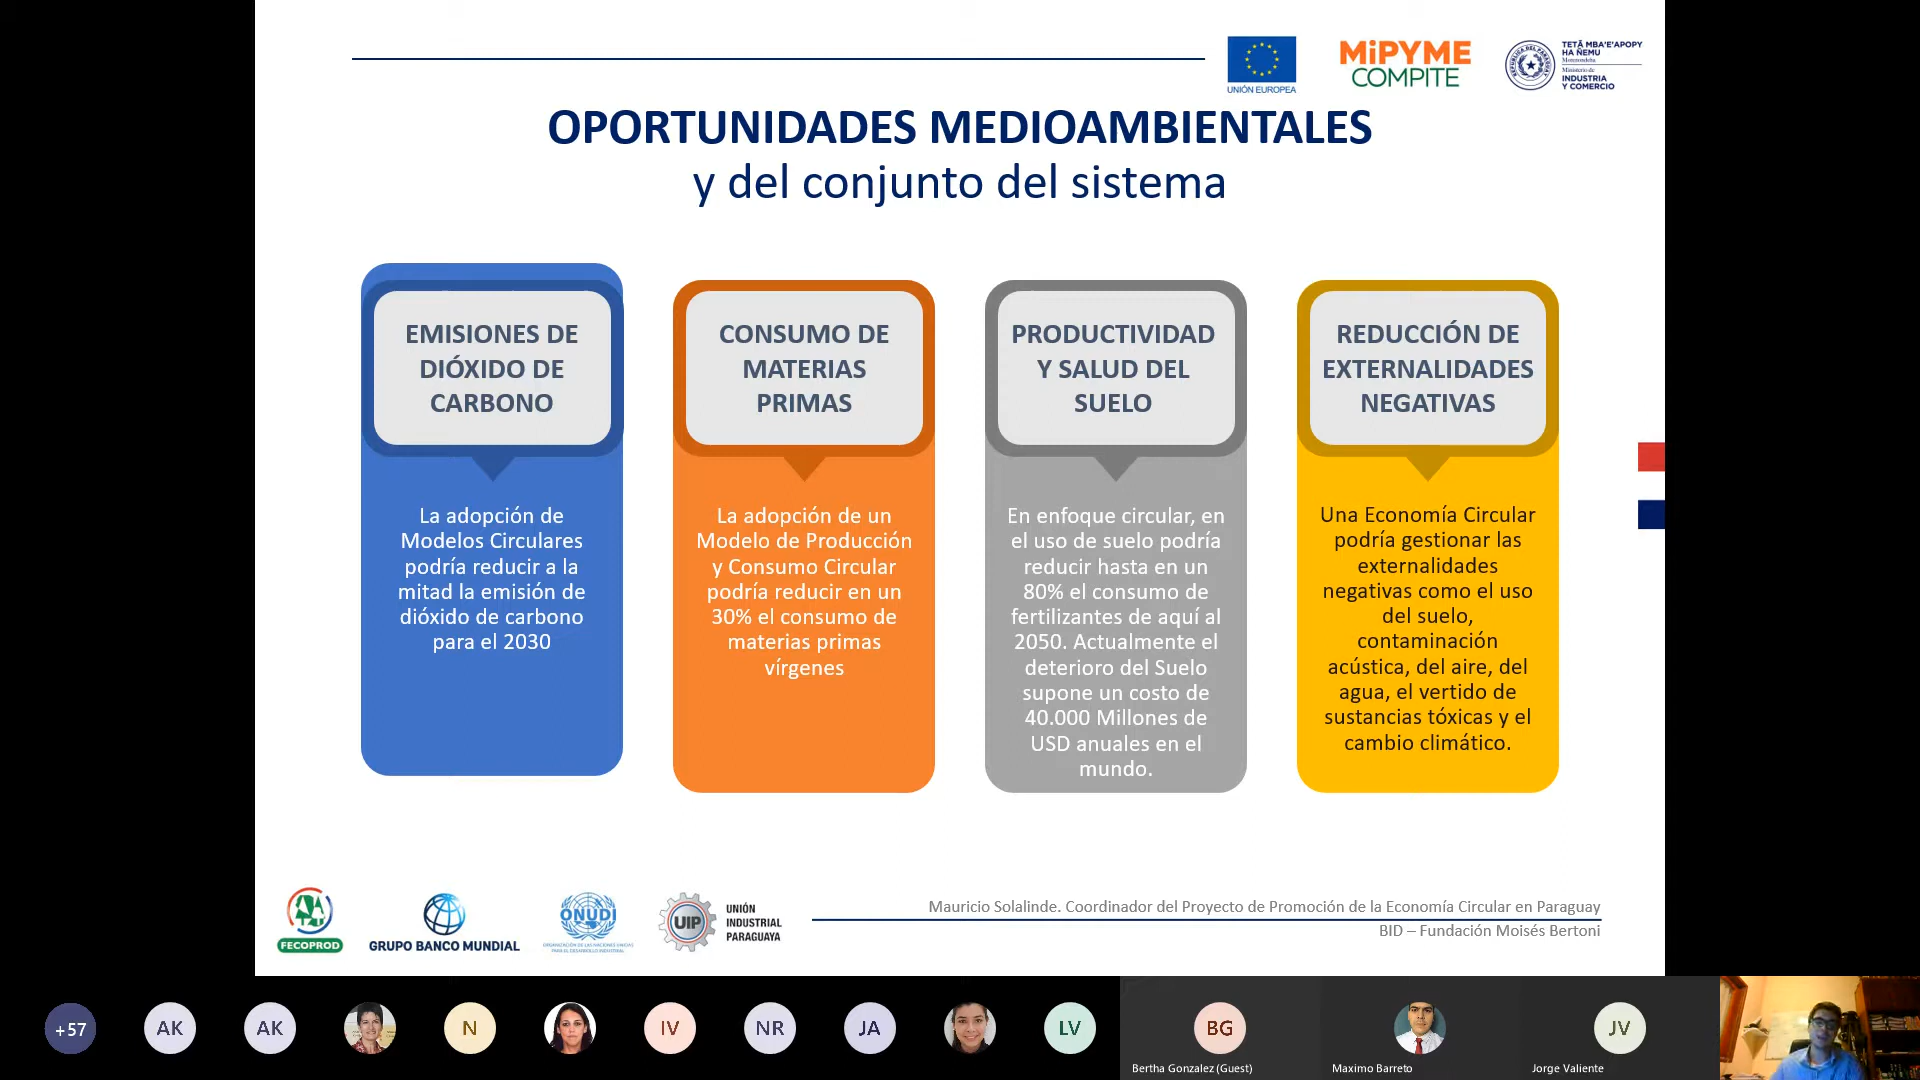 UNIÓN EUROPEA
MiPYME
COMPITE
TETÃ MBA'E'APOPY
HA ÑEMU
Motenondeha
Ministerio de
INDUSTRIA
Y COMERCIO
OPORTUNIDADES MEDIOAMBIENTALES
y del conjunto del sistema
EMISIONES DE
DIÓXIDO DE
CARBONO
La adopción de
Modelos Circulares
podría reducir a la
mitad la emisión de
dióxido de carbono
para el 2030
CONSUMO DE
MATERIAS
PRIMAS
La adopción de un
Modelo de Producción
y Consumo Circular
podría reducir en un
30% el consumo de
materias primas
vírgenes
PRODUCTIVIDAD
Y SALUD DEL
SUELO
En enfoque circular, en
el uso de suelo podría
reducir hasta en un
80% el consumo de
fertilizantes de aquí al
2050. Actualmente el
deterioro del Suelo
supone un costo de
40.000 Millones de
USD anuales en el
mundo.
REDUCCIÓN DE
EXTERNALIDADES
NEGATIVAS
Una Economía Circular
podría gestionar las
externalidades
negativas como el uso
del suelo,
contaminación
acústica, del aire, del
agua, el vertido de
sustancias tóxicas y el
cambio climático.
FECOPROD
GRUPO BANCO MUNDIAL
ONUDI
ORGANIZACIÓN DE LAS NACIONES UNIDAS
PARA EL DESARROLLO INDUSTRIAL
UIP
UNIÓN
INDUSTRIAL
PARAGUAYA
Mauricio Solalinde. Coordinador del Proyecto de Promoción de la Economía Circular en Paraguay
BID – Fundación Moisés Bertoni
+57
AK
AK
N
IV
NR
JA
LV
BG
JV
Bertha Gonzalez (Guest)
Maximo Barreto
Jorge Valiente